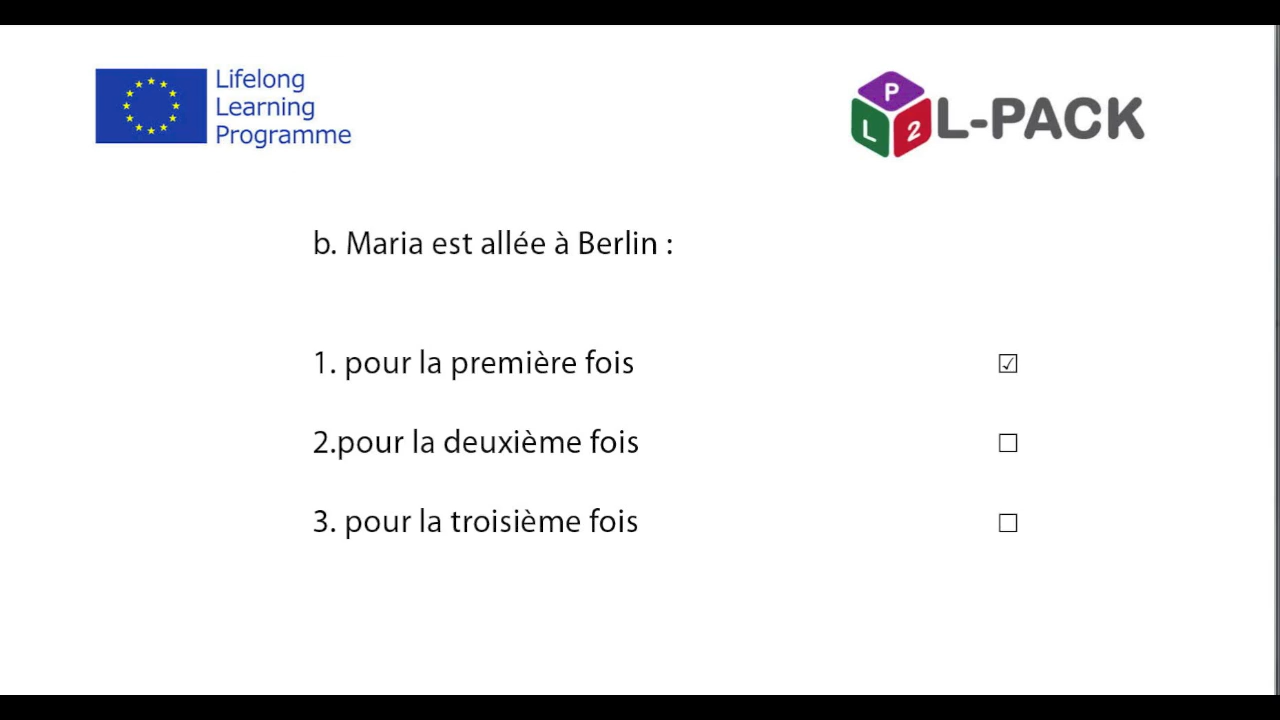 Lifelong
Learning
Programme
P
L
2
L-PACK
b. Maria est allée à Berlin :
1. pour la première fois ☑
2.pour la deuxième fois ☐
3. pour la troisième fois ☐